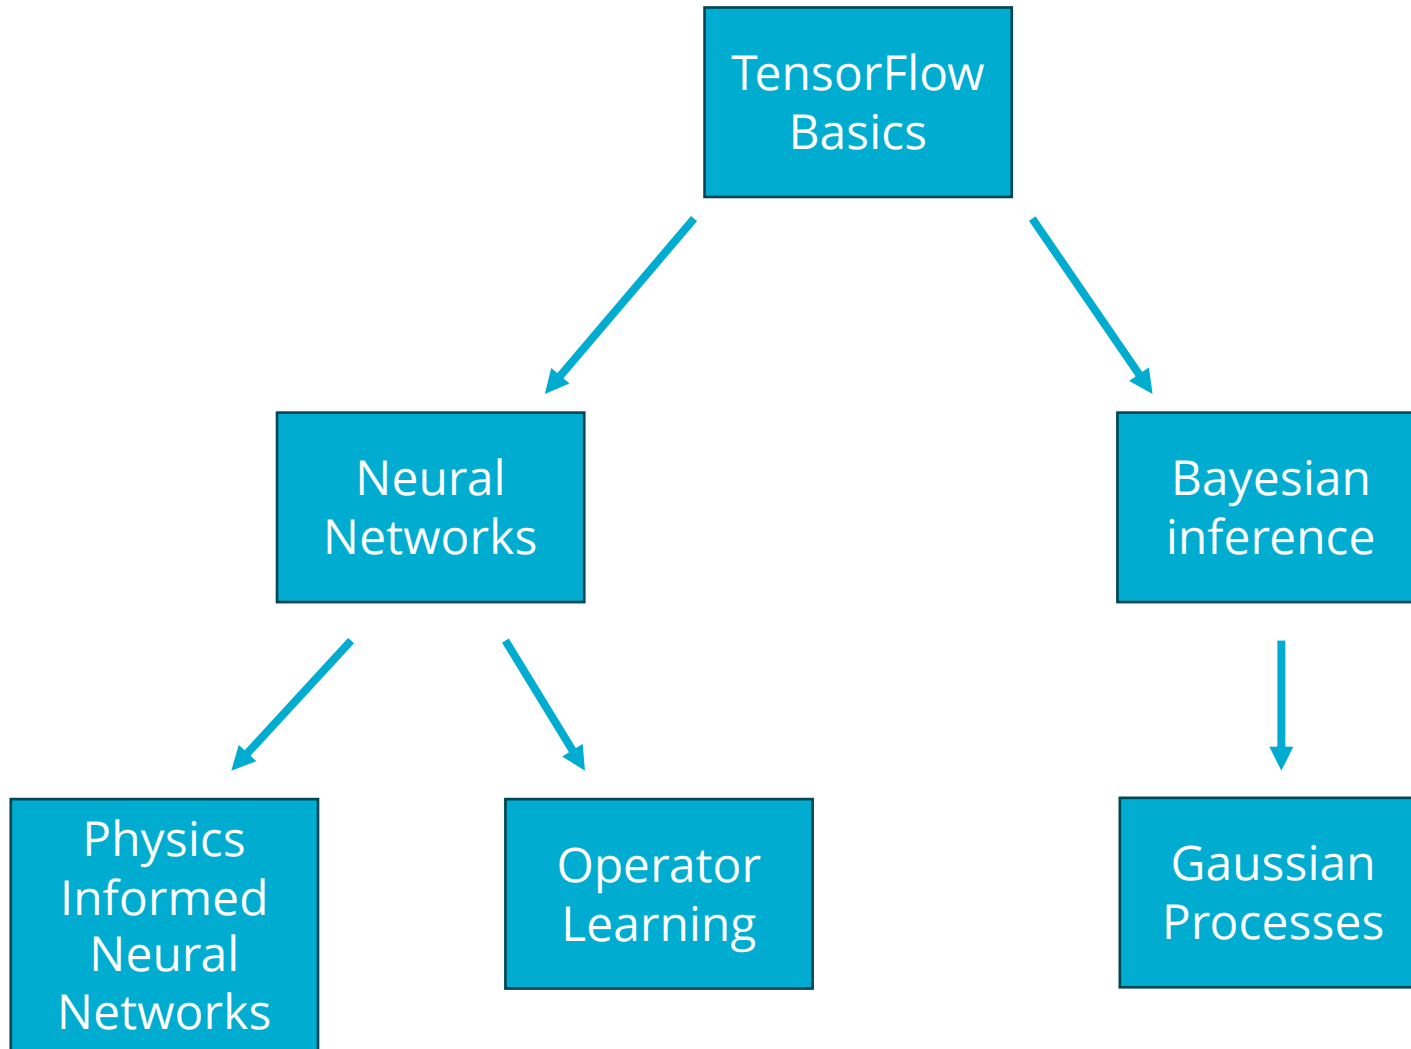 TensorFlow
Basics
Neural
Networks
Bayesian
inference
Physics
Informed
Neural
Networks
Operator
Learning
Gaussian
Processes